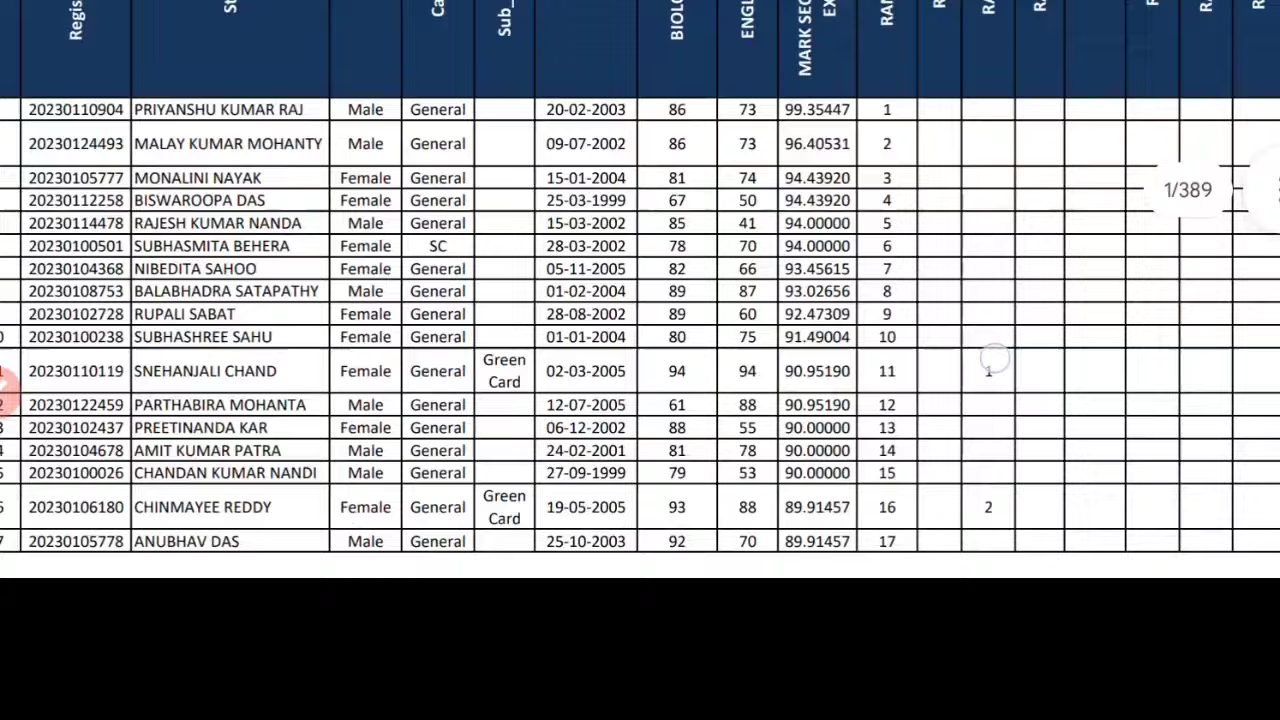 Regis St Ca Sub_ BIOLO ENGL MARK SEC EX RAN R RA RA R RA R
20230110904 PRIYANSHU KUMAR RAJ Male General 20-02-2003 86 73 99.35447 1
20230124493 MALAY KUMAR MOHANTY Male General 09-07-2002 86 73 96.40531 2
20230105777 MONALINI NAYAK Female General 15-01-2004 81 74 94.43920 3
1/389
20230112258 BISWAROOPA DAS Female General 25-03-1999 67 50 94.43920 4
20230114478 RAJESH KUMAR NANDA Male General 15-03-2002 85 41 94.00000 5
20230100501 SUBHASMITA BEHERA Female SC 28-03-2002 78 70 94.00000 6
20230104368 NIBEDITA SAHOO Female General 05-11-2005 82 66 93.45615 7
20230108753 BALABHADRA SATAPATHY Male General 01-02-2004 89 87 93.02656 8
20230102728 RUPALI SABAT Female General 28-08-2002 89 60 92.47309 9
0 20230100238 SUBHASHREE SAHU Female General 01-01-2004 80 75 91.49004 10
1 20230110119 SNEHANJALI CHAND Female General Green Card 02-03-2005 94 94 90.95190 11 1
2 20230122459 PARTHABIRA MOHANTA Male General 12-07-2005 61 88 90.95190 12
3 20230102437 PREETINANDA KAR Female General 06-12-2002 88 55 90.00000 13
4 20230104678 AMIT KUMAR PATRA Male General 24-02-2001 81 78 90.00000 14
5 20230100026 CHANDAN KUMAR NANDI Male General 27-09-1999 79 53 90.00000 15
6 20230106180 CHINMAYEE REDDY Female General Green Card 19-05-2005 93 88 89.91457 16 2
7 20230105778 ANUBHAV DAS Male General 25-10-2003 92 70 89.91457 17